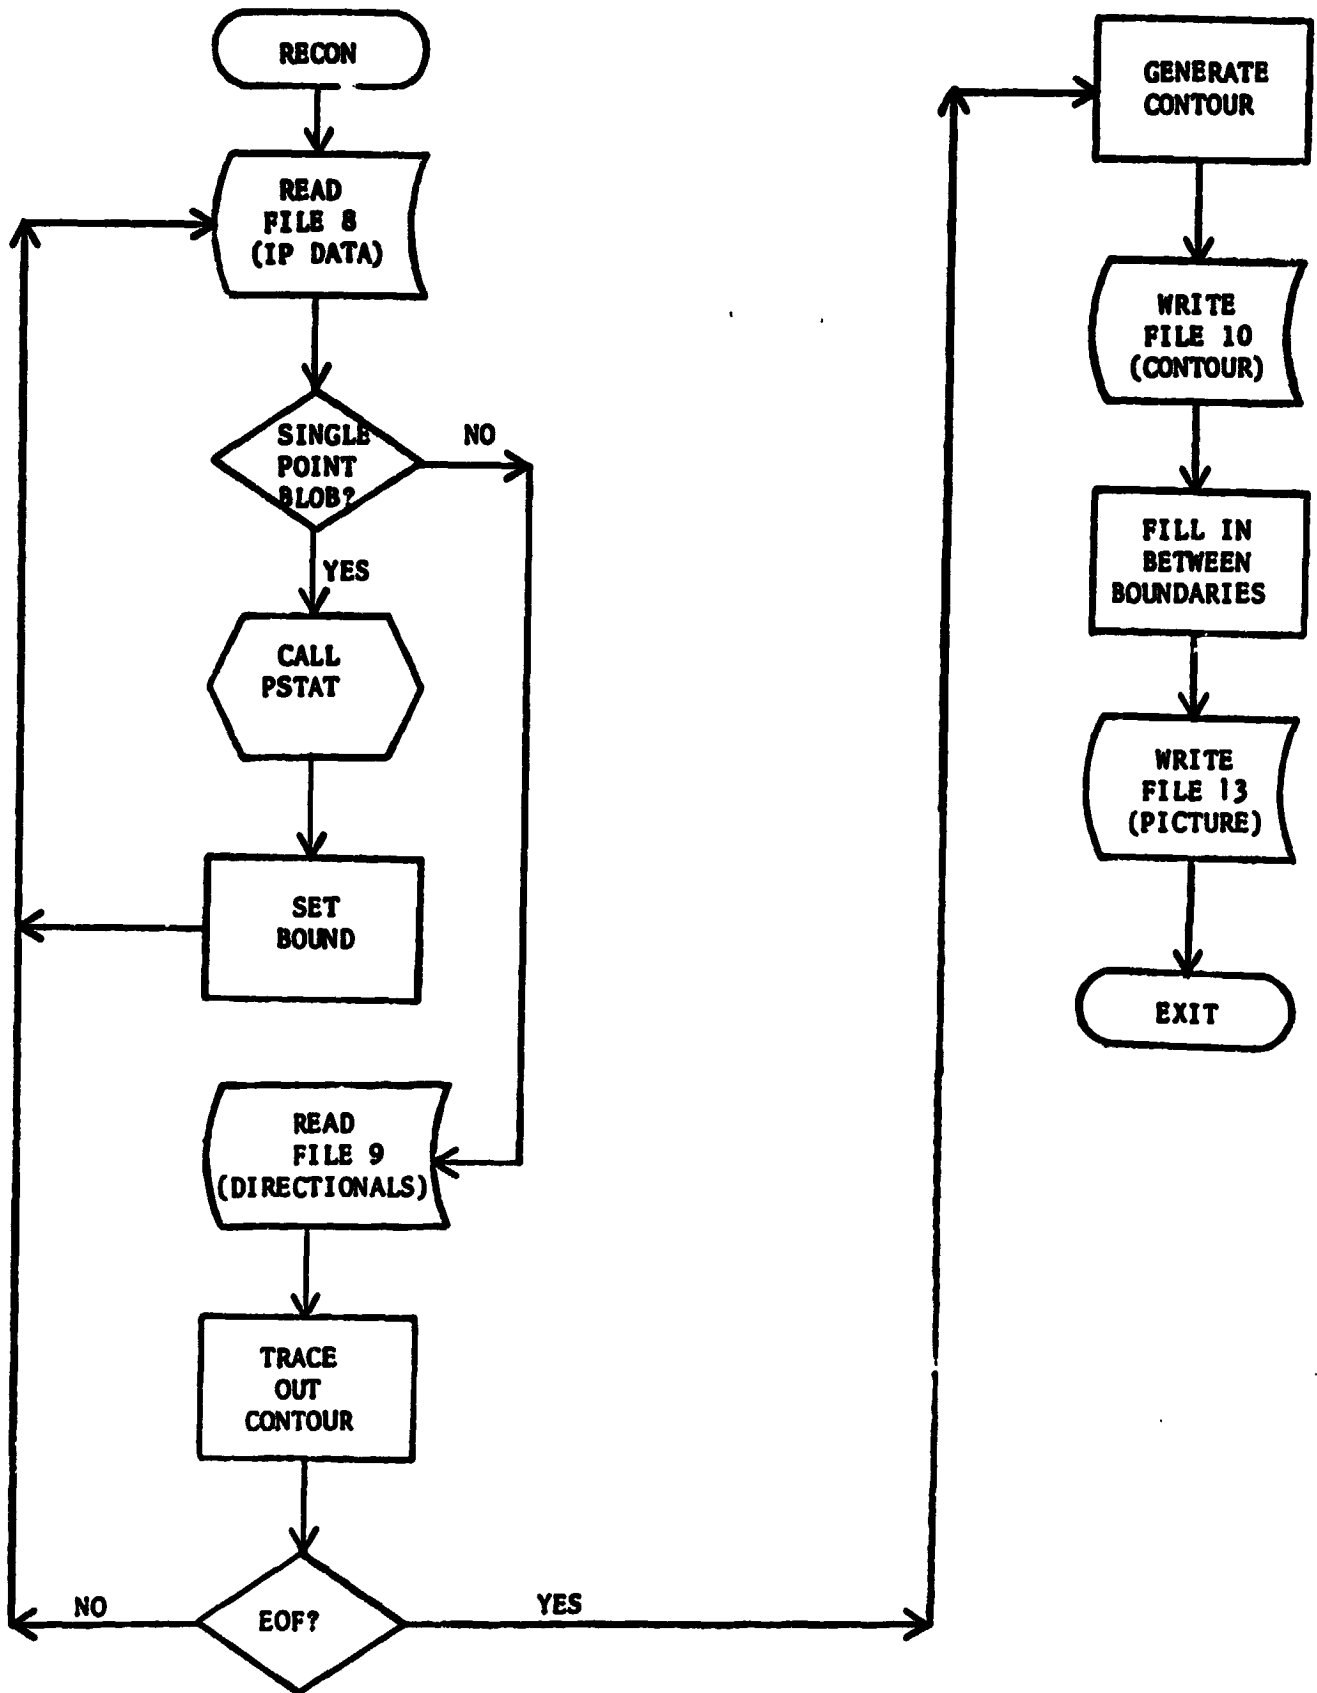 RECON
READ
FILE 8
(IP DATA)
SINGLE
POINT
BLOB?
NO
YES
CALL
PSTAT
SET
BOUND
READ
FILE 9
(DIRECTIONALS)
TRACE
OUT
CONTOUR
EOF?
NO
YES
GENERATE
CONTOUR
WRITE
FILE 10
(CONTOUR)
FILL IN
BETWEEN
BOUNDARIES
WRITE
FILE 13
(PICTURE)
EXIT